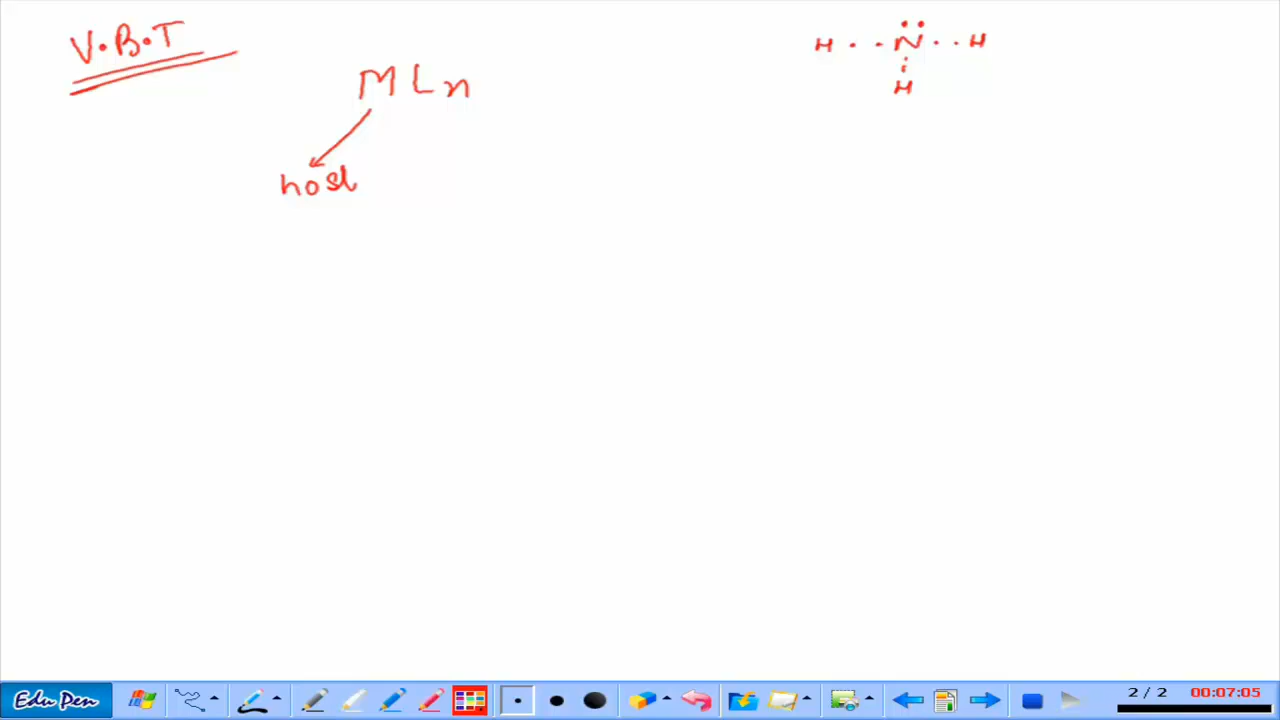 V.B.T
MLn
host
H . . N . . H
H
Edu Pen
2 / 2
00:07:05